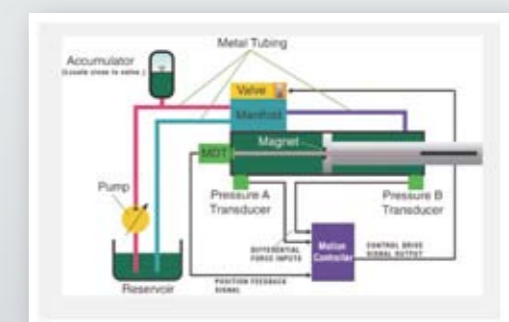 Metal Tubing
Accumulator
(Locate close to valve)
Valve
Manifold
Magnet
MDT
Pump
Pressure A
Transducer
Pressure B
Transducer
DIFFERENTIAL
FORCE INPUTS
Motion
Controller
CONTROL DRIVE
SIGNAL OUTPUT
Reservoir
POSITION FEEDBACK
SIGNAL